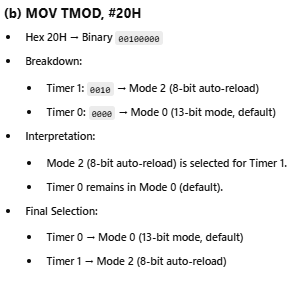 (b) MOV TMOD, #20H
• Hex 20H → Binary 00100000
• Breakdown:
• Timer 1: 0010 → Mode 2 (8-bit auto-reload)
• Timer 0: 0000 → Mode 0 (13-bit mode, default)
• Interpretation:
• Mode 2 (8-bit auto-reload) is selected for Timer 1.
• Timer 0 remains in Mode 0 (default).
• Final Selection:
• Timer 0 → Mode 0 (13-bit mode, default)
• Timer 1 → Mode 2 (8-bit auto-reload)